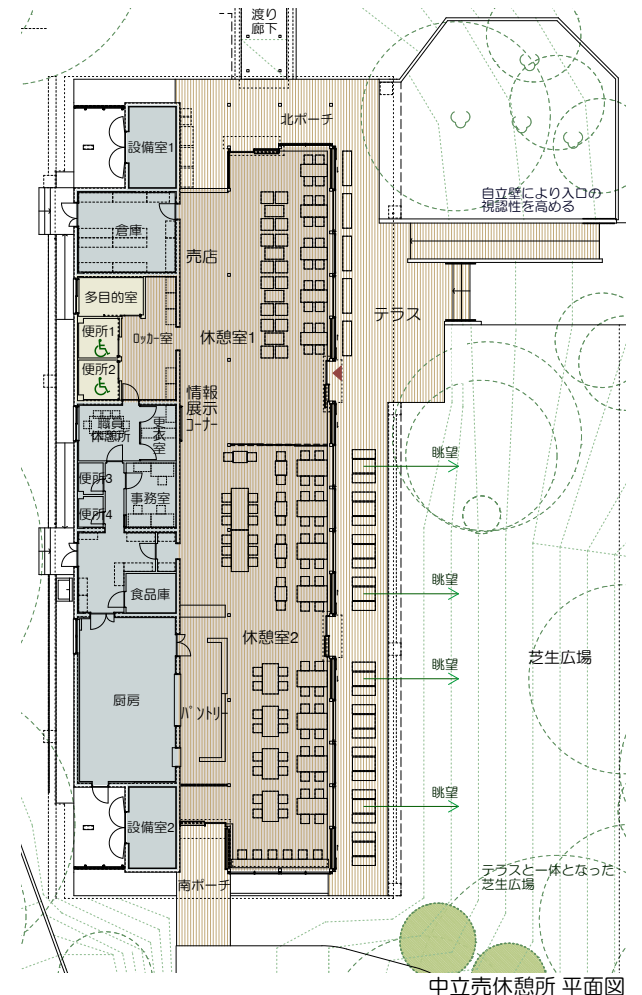 渡り
廊下
北ポーチ
設備室1
自立壁により入口の
視認性を高める
倉庫
売店
多目的室
テラス
便所1
ロッカー室
休憩室1
便所2
情報
展示
コーナー
職員
休憩所
更
衣
室
眺望
便所3
事務室
便所4
眺望
食品庫
休憩室2
芝生広場
眺望
厨房
パントリー
眺望
設備室2
テラスと一体となった
芝生広場
南ポーチ
中立売休憩所 平面図